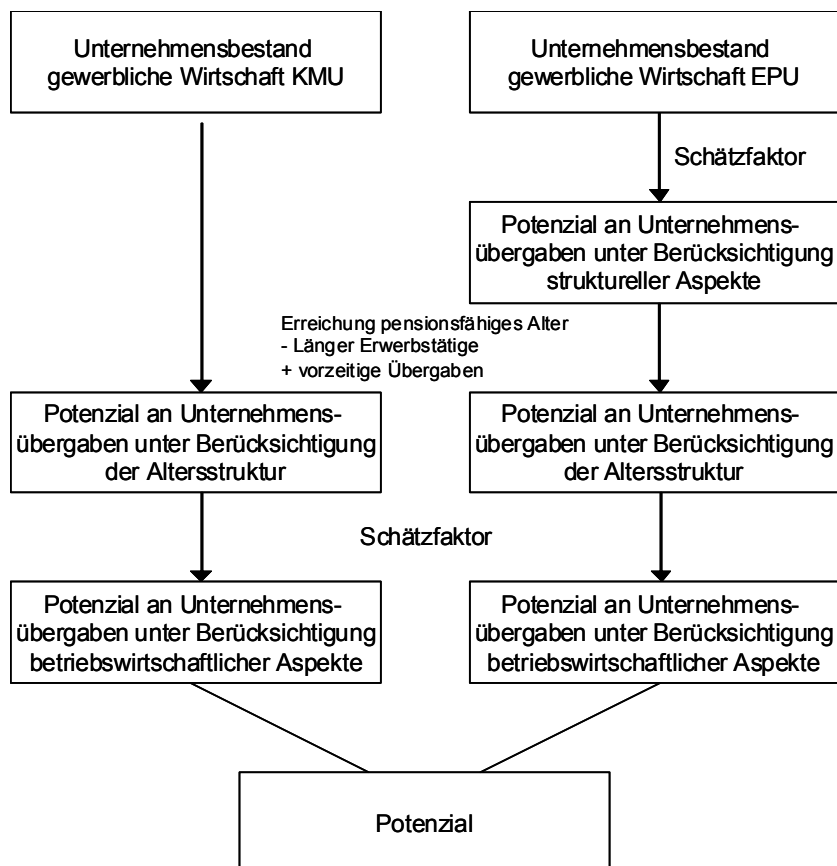 Unternehmensbestand
gewerbliche Wirtschaft KMU
Unternehmensbestand
gewerbliche Wirtschaft EPU
Schätzfaktor
Potenzial an Unternehmens-
übergaben unter Berücksichtigung
struktureller Aspekte
Erreichung pensionsfähiges Alter
- Länger Erwerbstätige
+ vorzeitige Übergaben
Potenzial an Unternehmens-
übergaben unter Berücksichtigung
der Altersstruktur
Potenzial an Unternehmens-
übergaben unter Berücksichtigung
der Altersstruktur
Schätzfaktor
Potenzial an Unternehmens-
übergaben unter Berücksichtigung
betriebswirtschaftlicher Aspekte
Potenzial an Unternehmens-
übergaben unter Berücksichtigung
betriebswirtschaftlicher Aspekte
Potenzial